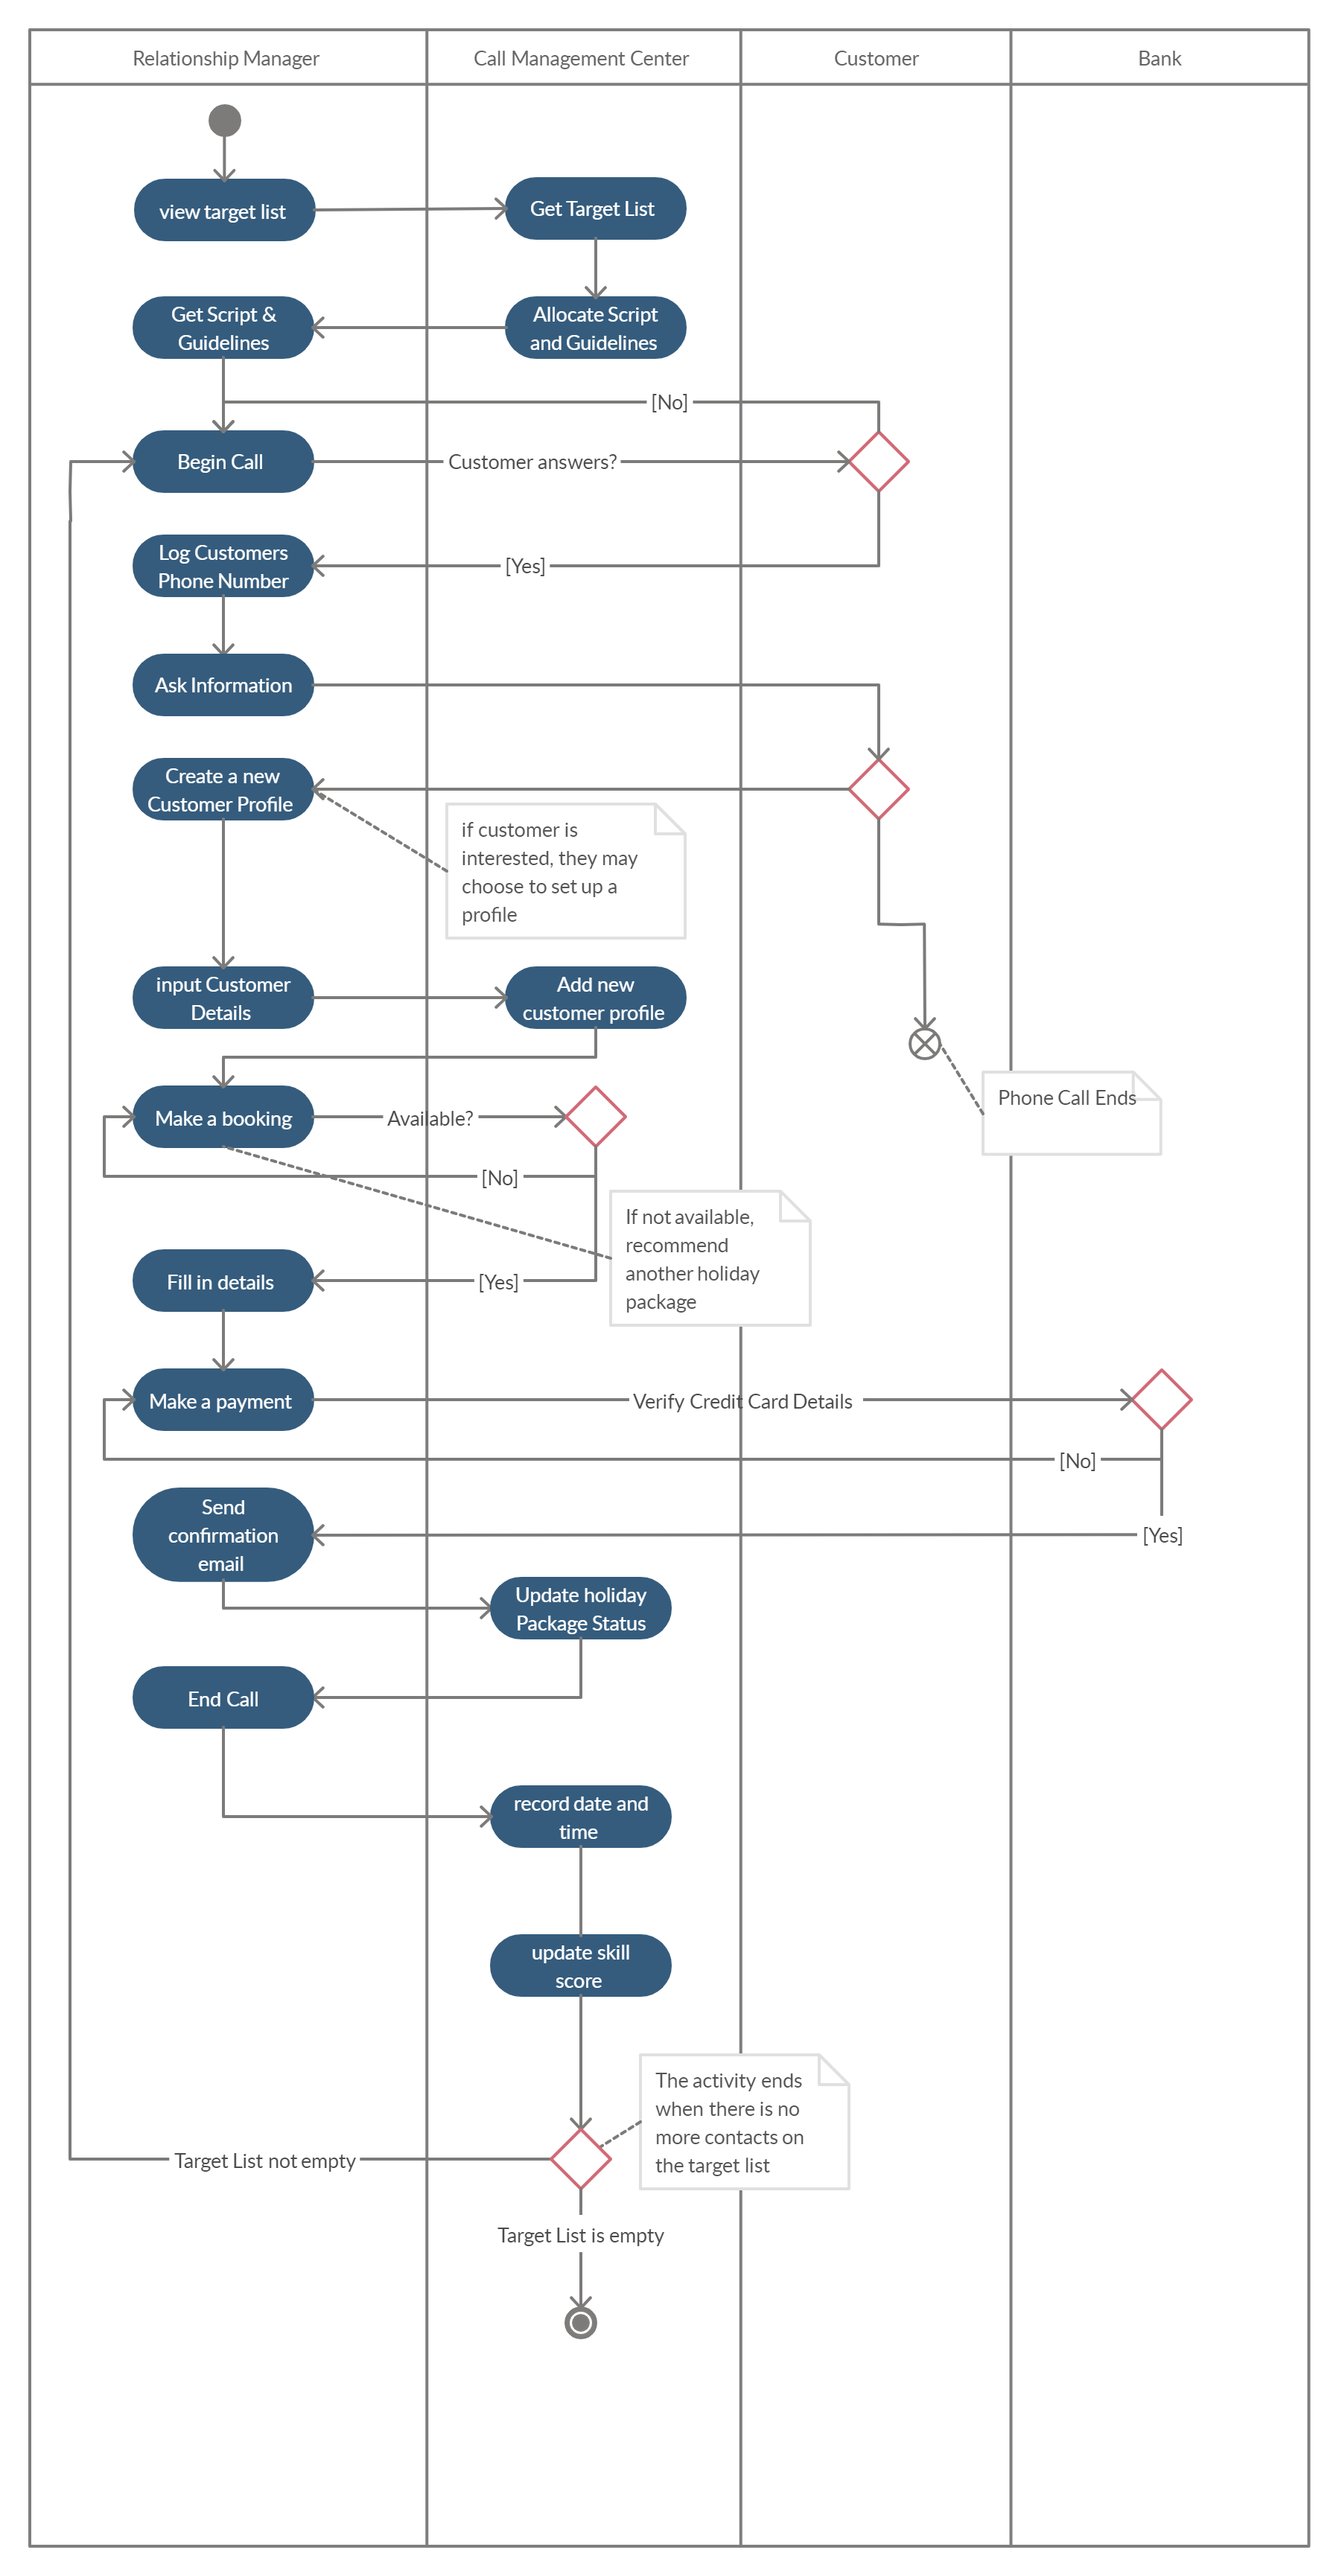 Relationship Manager
Call Management Center
Customer
Bank
view target list
Get Target List
Get Script &
Guidelines
Allocate Script
and Guidelines
[No]
Begin Call
Customer answers?
Log Customers
Phone Number
[Yes]
Ask Information
Create a new
Customer Profile
if customer is
interested, they may
choose to set up a
profile
input Customer
Details
Add new
customer profile
Phone Call Ends
Make a booking
Available?
[No]
If not available,
recommend
another holiday
package
Fill in details
[Yes]
Make a payment
Verify Credit Card Details
[No]
Send
confirmation
email
[Yes]
Update holiday
Package Status
End Call
record date and
time
update skill
score
The activity ends
when there is no
more contacts on
the target list
Target List not empty
Target List is empty